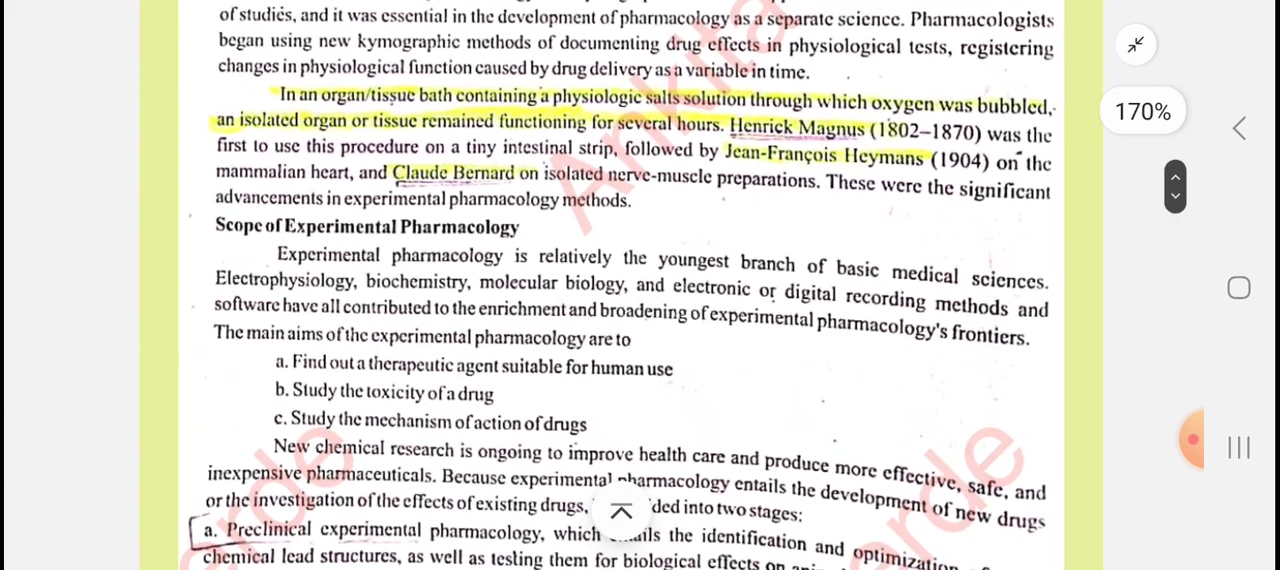 of studies, and it was essential in the development of pharmacology as a separate science. Pharmacologists
began using new kymographic methods of documenting drug effects in physiological tests, registering
changes in physiological function caused by drug delivery as a variable in time.
In an organ/tissue bath containing a physiologic salts solution through which oxygen was bubbled,
an isolated organ or tissue remained functioning for several hours. Henrick Magnus (1802–1870) was the
first to use this procedure on a tiny intestinal strip, followed by Jean-François Heymans (1904) on the
mammalian heart, and Claude Bernard on isolated nerve-muscle preparations. These were the significant
advancements in experimental pharmacology methods.
Scope of Experimental Pharmacology
Experimental pharmacology is relatively the youngest branch of basic medical sciences.
Electrophysiology, biochemistry, molecular biology, and electronic or digital recording methods and
software have all contributed to the enrichment and broadening of experimental pharmacology's frontiers.
The main aims of the experimental pharmacology are to
a. Find out a therapeutic agent suitable for human use
b. Study the toxicity of a drug
c. Study the mechanism of action of drugs
New chemical research is ongoing to improve health care and produce more effective, safe, and
inexpensive pharmaceuticals. Because experimental pharmacology entails the development of new drugs
or the investigation of the effects of existing drugs, into two stages:
a. Preclinical experimental pharmacology, which the identification and
chemical lead structures, as well as testing them for biological effects on
Ankita
erde
170%